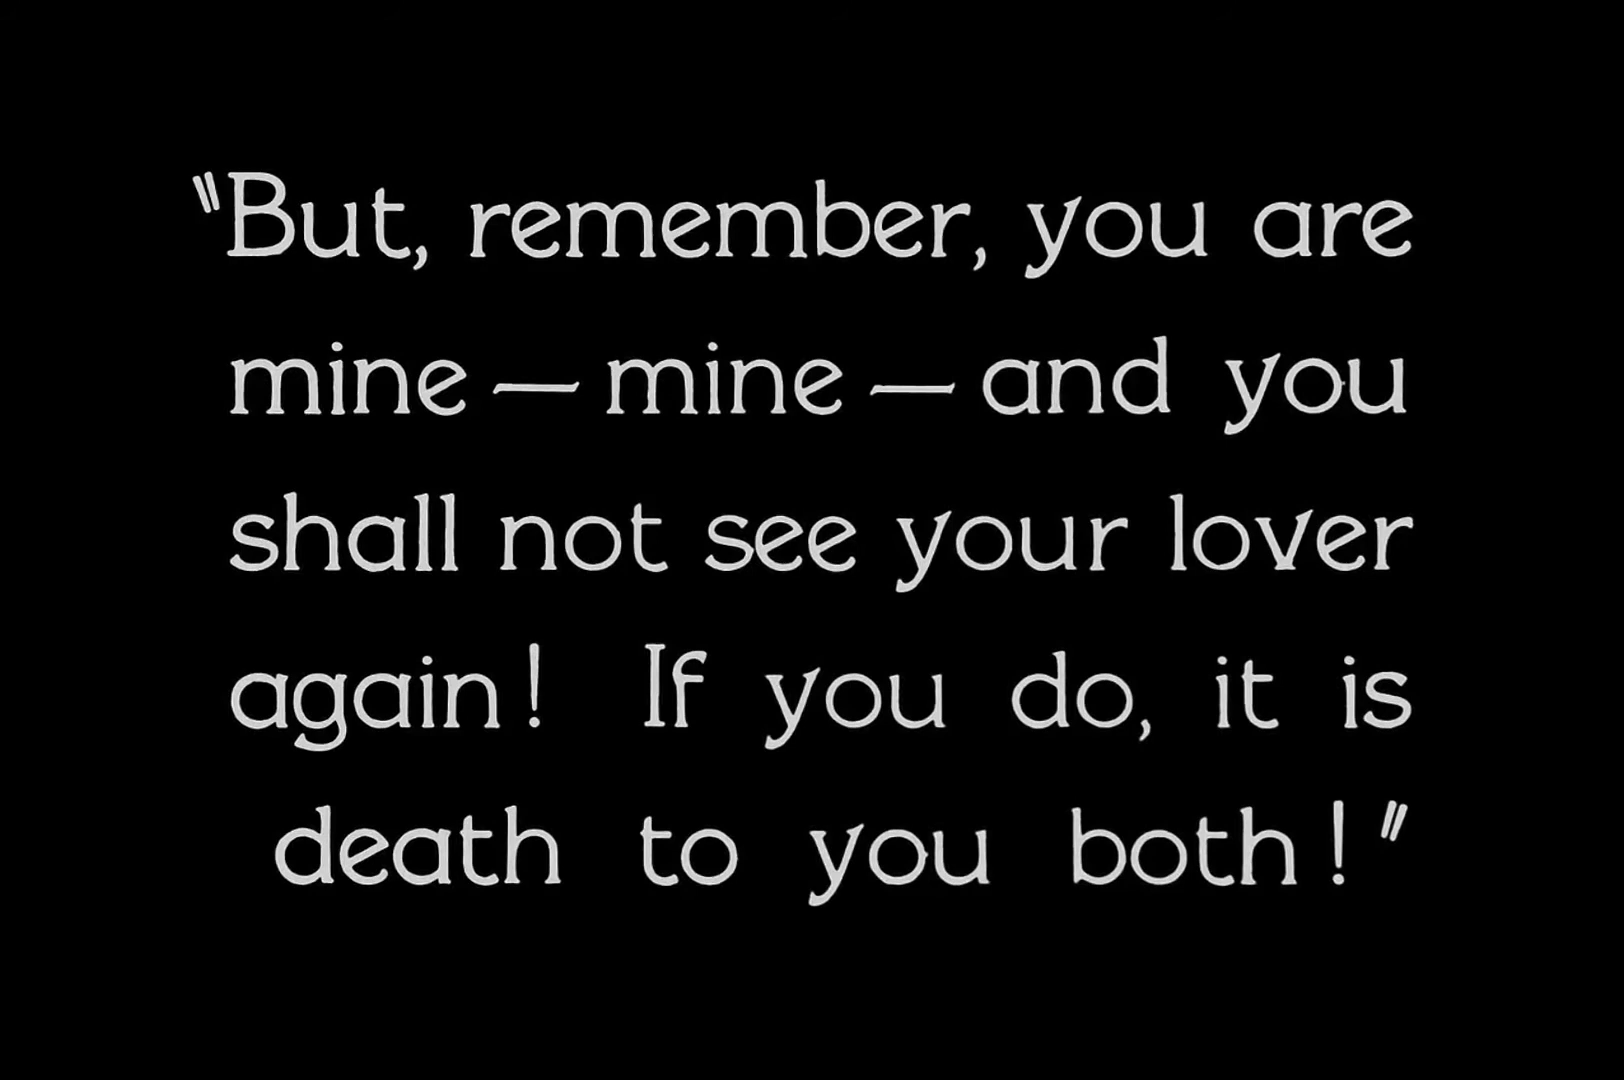 "But, remember, you are
mine — mine — and you
shall not see your lover
again! If you do, it is
death to you both!"